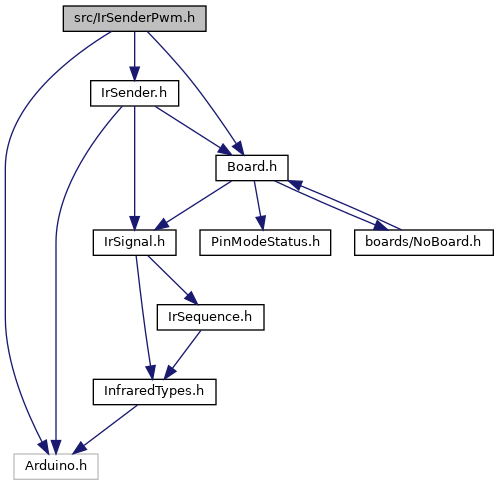 src/IrSenderPwm.h
IrSender.h
Board.h
IrSignal.h
PinModeStatus.h
boards/NoBoard.h
IrSequence.h
InfraredTypes.h
Arduino.h